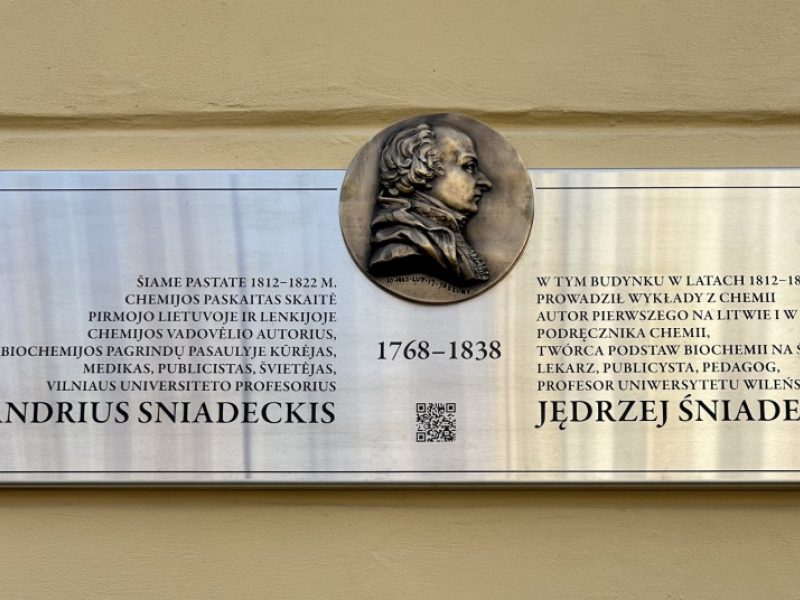 ŠIAME PASTATE 1812–1822 M.
CHEMIJOS PASKAITAS SKAITĖ
PIRMOJO LIETUVOJE IR LENKIJOJE
CHEMIJOS VADOVĖLIO AUTORIUS,
BIOCHEMIJOS PAGRINDŲ PASAULYJE KŪRĖJAS,
MEDIKAS, PUBLICISTAS, ŠVIETĖJAS,
VILNIAUS UNIVERSITETO PROFESORIUS
NDRIUS SNIADECKIS
1768–1838
W TYM BUDYNKU W LATACH 1812–18
PROWADZIŁ WYKŁADY Z CHEMII
AUTOR PIERWSZEGO NA LITWIE I W
PODRĘCZNIKA CHEMII,
TWÓRCA PODSTAW BIOCHEMII NA Ś
LEKARZ, PUBLICYSTA, PEDAGOG,
PROFESOR UNIWERSYTETU WILEŃS
JĘDRZEJ ŚNIADE